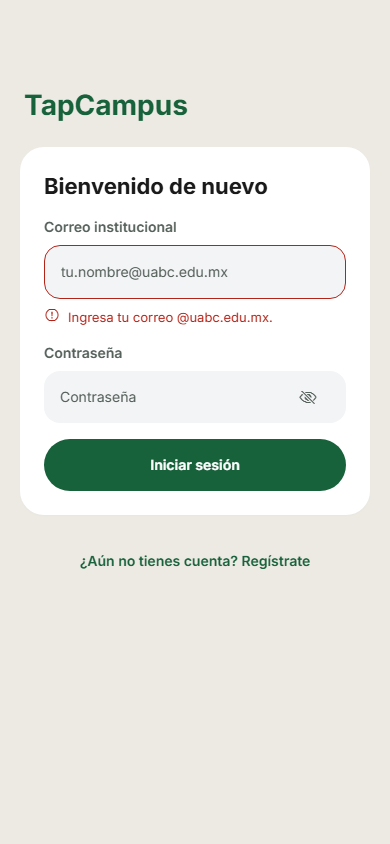 TapCampus
Bienvenido de nuevo
Correo institucional
tu.nombre@uabc.edu.mx
Ingresa tu correo @uabc.edu.mx.
Contraseña
Contraseña
Iniciar sesión
¿Aún no tienes cuenta? Regístrate